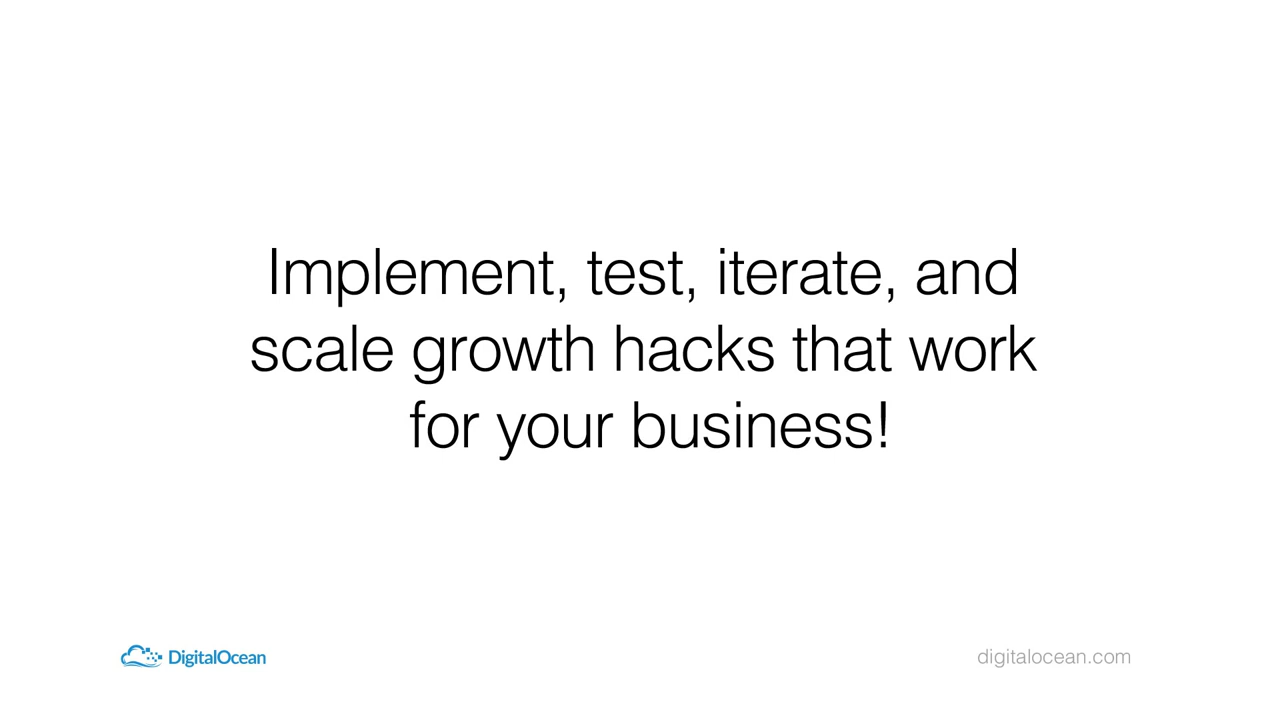 Implement, test, iterate, and
scale growth hacks that work
for your business!
DigitalOcean
digitalocean.com